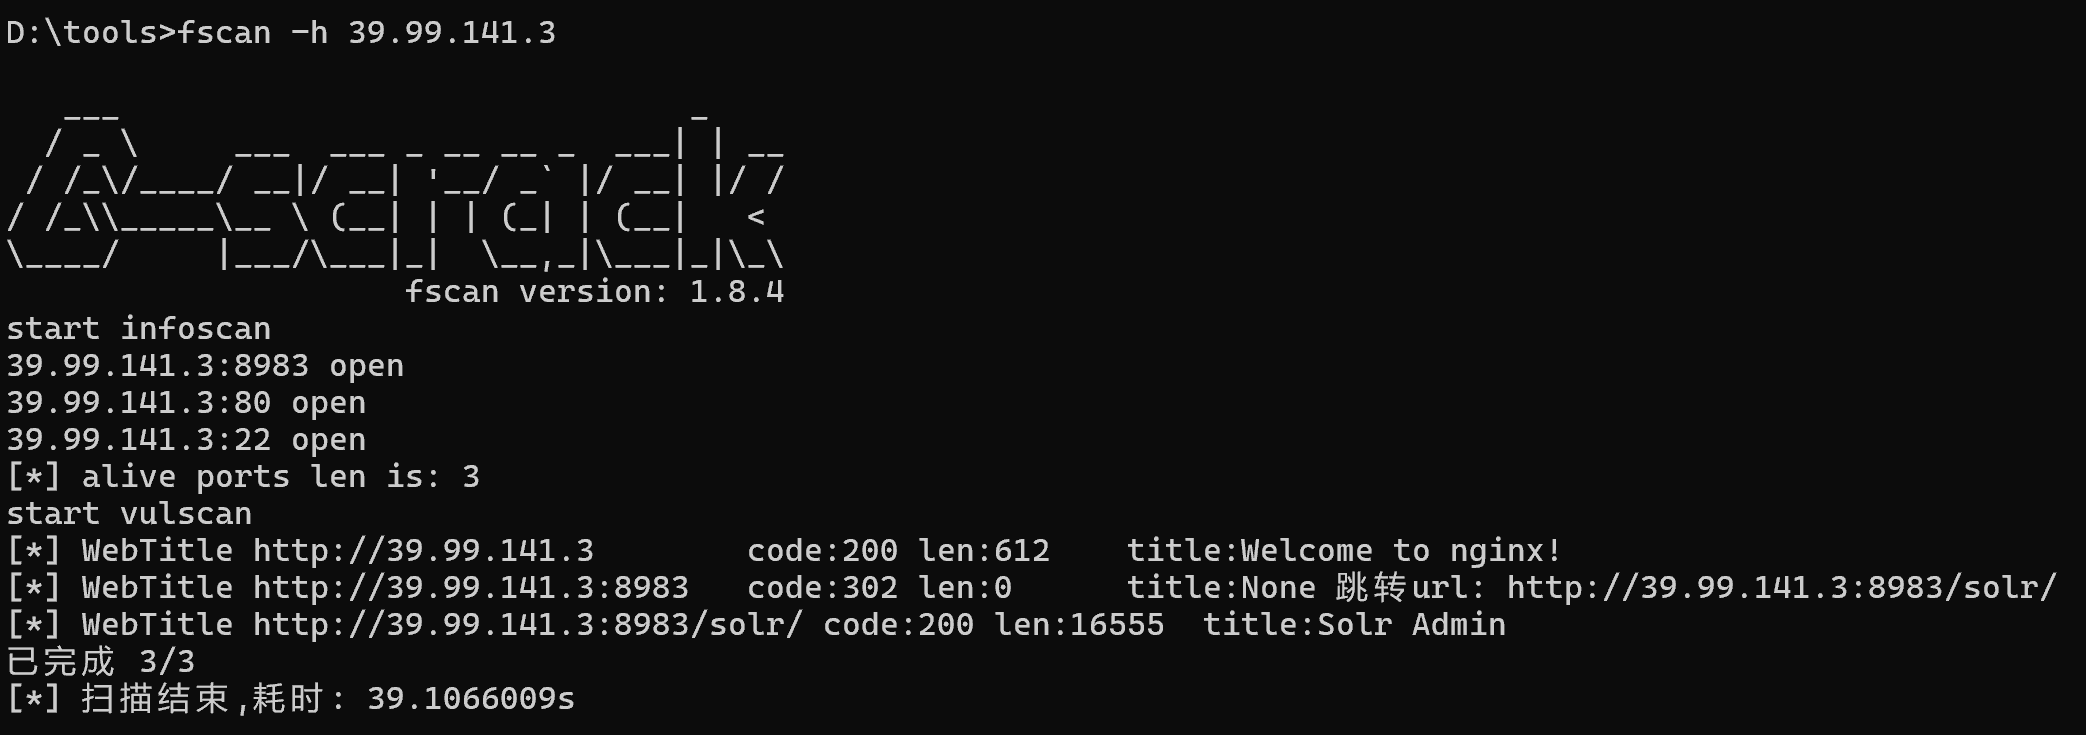 D:\tools>fscan -h 39.99.141.3
   ___                              _
  / _ \     ___  ___ _ __ __ _  ___| | __
 / /_\/____/ __|/ __| '__/ _` |/ __| |/ /
/ /_\\_____\__ \ (__| | | (_| | (__|   <
\____/     |___/\___|_|  \__,_|\___|_|\_\
                     fscan version: 1.8.4
start infoscan
39.99.141.3:8983 open
39.99.141.3:80 open
39.99.141.3:22 open
[*] alive ports len is: 3
start vulscan
[*] WebTitle http://39.99.141.3        code:200 len:612    title:Welcome to nginx!
[*] WebTitle http://39.99.141.3:8983   code:302 len:0      title:None 跳转url: http://39.99.141.3:8983/solr/
[*] WebTitle http://39.99.141.3:8983/solr/ code:200 len:16555  title:Solr Admin
已完成 3/3
[*] 扫描结束,耗时: 39.1066009s